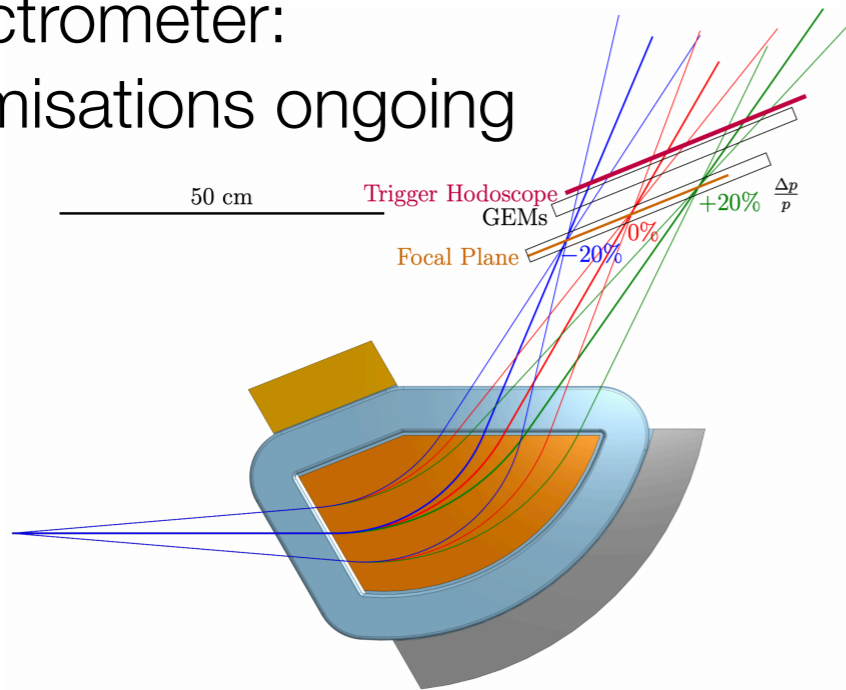 ctrometer:
misations ongoing
50 cm
Trigger Hodoscope
GEMs
Focal Plane
−20%
0%
+20%
Δp/p